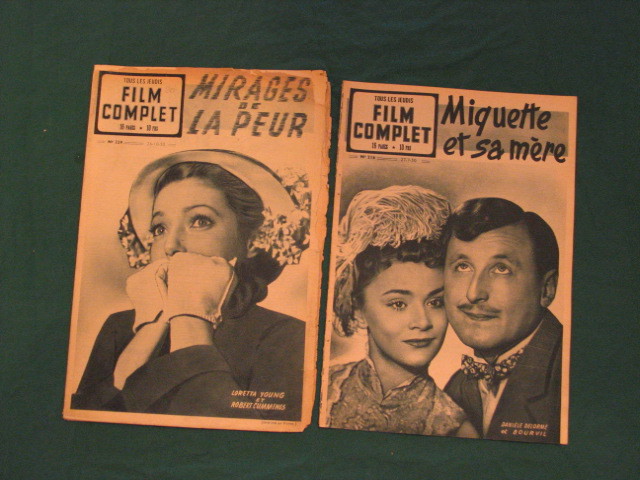 TOUS LES JEUDIS
FILM
COMPLET
MIRAGES
DE
LA PEUR
LORETTA YOUNG
ET
ROBERT CUMMINGS
TOUS LES JEUDIS
FILM
COMPLET
Miquette
et sa mère
DANIÈLE DELORME
et BOURVIL